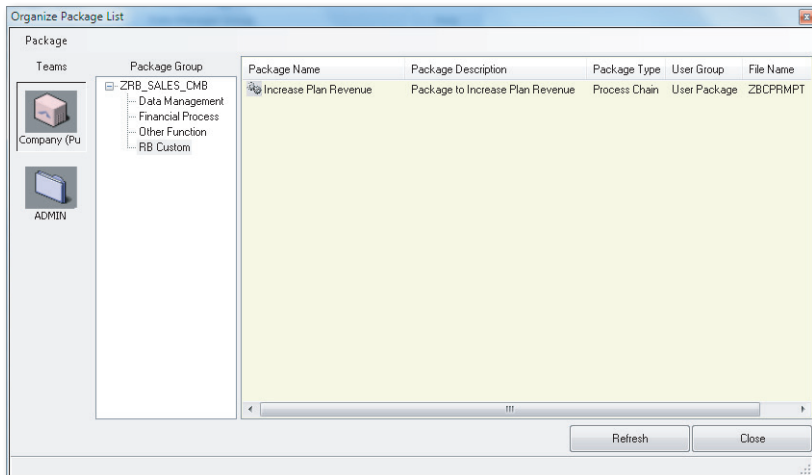 Organize Package List
Package
Teams
Company (Pu
ADMIN
Package Group
ZRB_SALES_CMB
Data Management
Financial Process
Other Function
RB Custom
Package Name Package Description Package Type User Group File Name
Increase Plan Revenue Package to Increase Plan Revenue Process Chain User Package ZBCPRMPT
Refresh Close